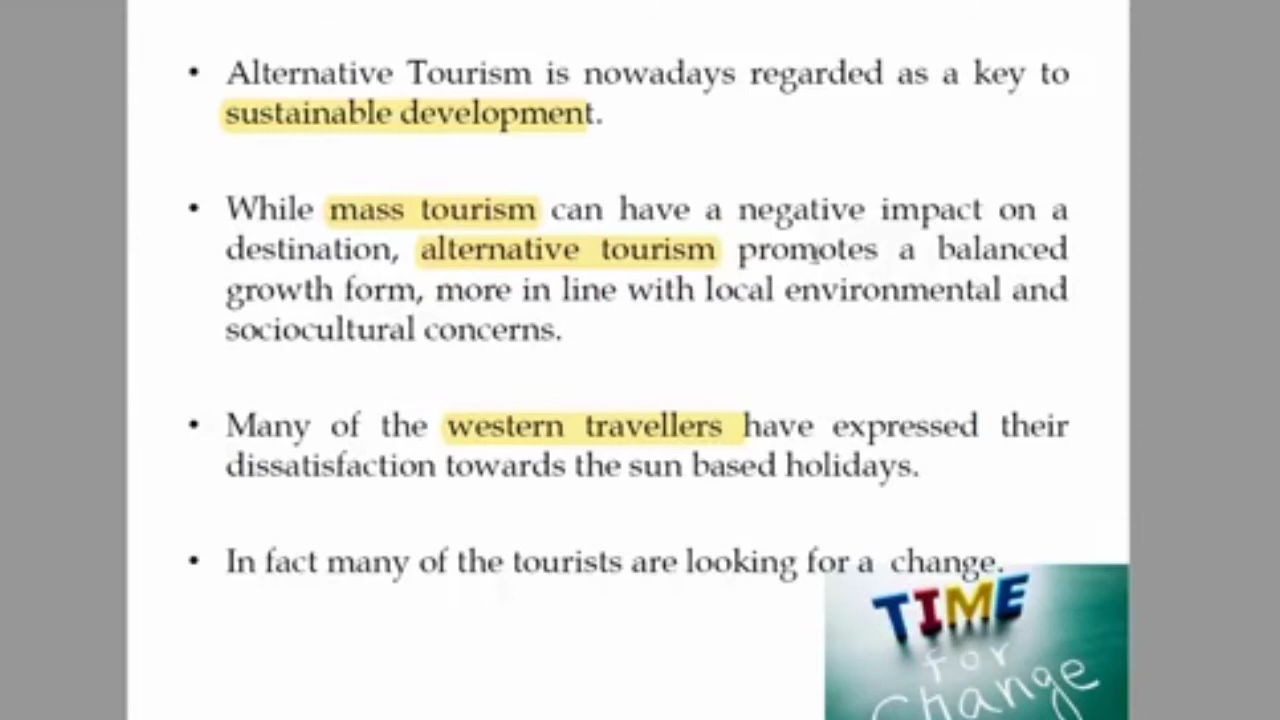 • Alternative Tourism is nowadays regarded as a key to
sustainable development.
• While mass tourism can have a negative impact on a
destination, alternative tourism promotes a balanced
growth form, more in line with local environmental and
sociocultural concerns.
• Many of the western travellers have expressed their
dissatisfaction towards the sun based holidays.
• In fact many of the tourists are looking for a change.
TIME
for
Change